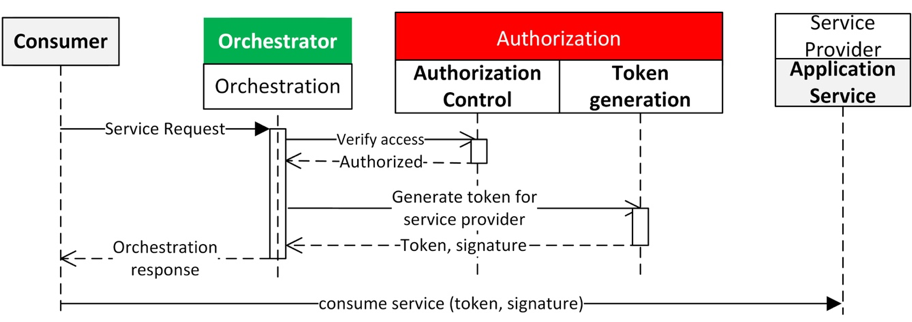 Consumer
Orchestrator
Orchestration
Authorization
Authorization
Control
Token
generation
Service
Provider
Application
Service
Service Request
Verify access
Authorized
Generate token for
service provider
Token, signature
Orchestration
response
consume service (token, signature)